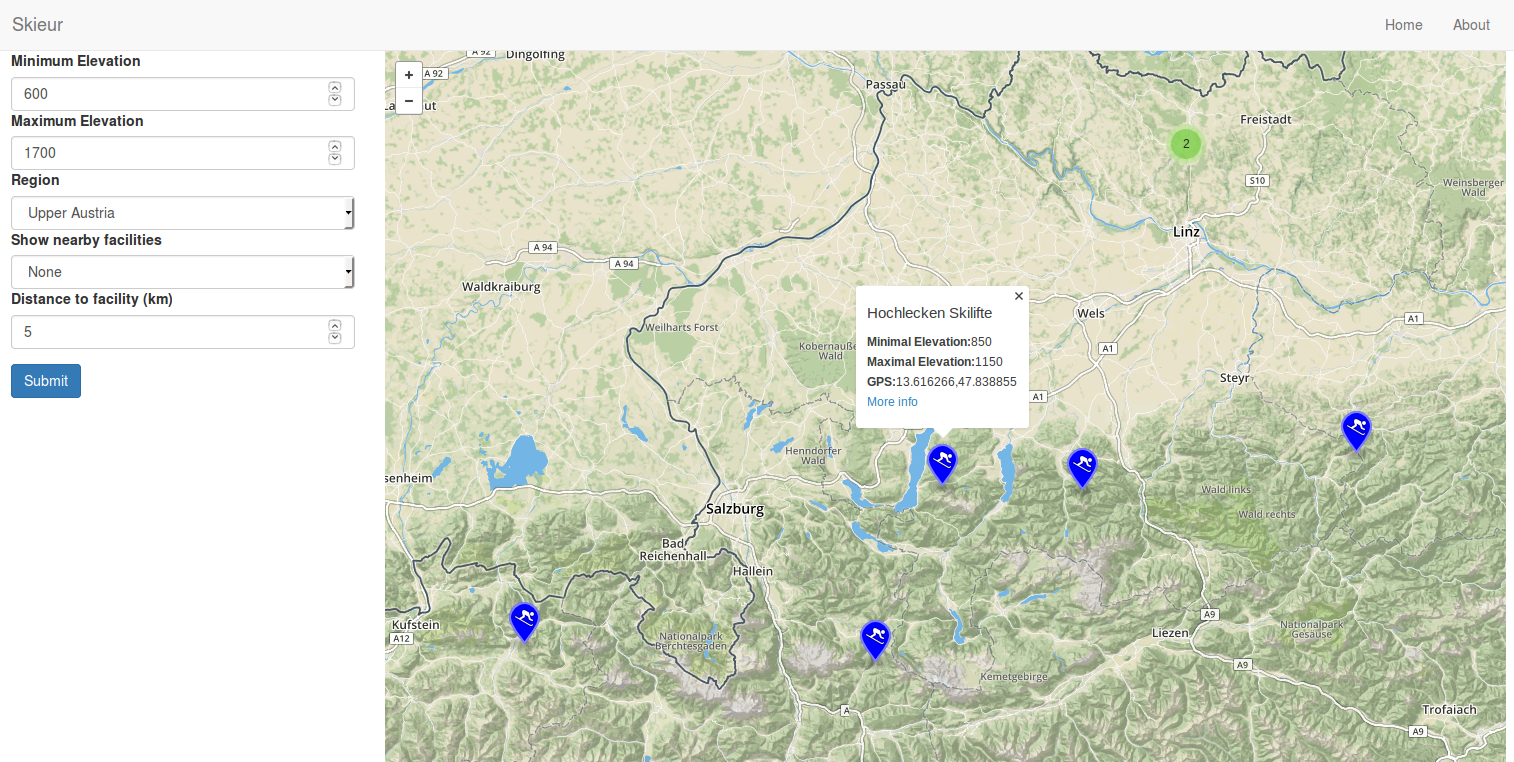 Skieur
Home
About
Minimum Elevation
600
Maximum Elevation
1700
Region
Upper Austria
Show nearby facilities
None
Distance to facility (km)
5
Submit
+
−
A 92
A 92
Dingolfing
Passau
Freistadt
2
S10
Weinsberger
Wald
Linz
A 94
A 94
Waldkraiburg
Weilharts Forst
Kobernauße
Wald
×
Hochlecken Skilifte
Minimal Elevation:850
Maximal Elevation:1150
GPS:13.616266,47.838855
More info
Wels
A1
A1
A1
Steyr
Henndorfer
Wald
senheim
Salzburg
Wald links
Wald rechts
Bad
Reichenhall
Hallein
Kufstein
A12
Nationalpark
Berchtesgaden
A9
Liezen
Nationalpark
Gesäuse
A9
Kemetgebirge
A
Trofaiach
A9